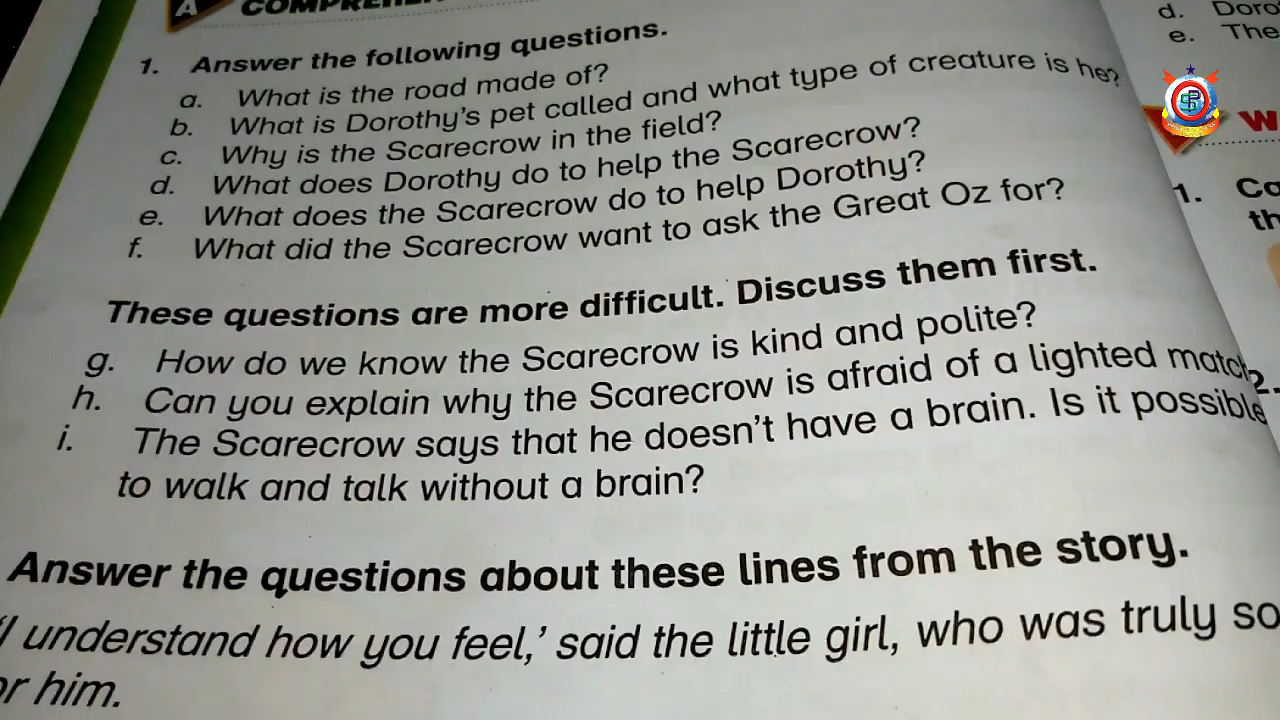 A COMPREHEN
1. Answer the following questions.
a. What is the road made of?
b. What is Dorothy's pet called and what type of creature is he?
c. Why is the Scarecrow in the field?
d. What does Dorothy do to help the Scarecrow?
e. What does the Scarecrow do to help Dorothy?
f. What did the Scarecrow want to ask the Great Oz for?
These questions are more difficult. Discuss them first.
g. How do we know the Scarecrow is kind and polite?
h. Can you explain why the Scarecrow is afraid of a lighted match
i. The Scarecrow says that he doesn't have a brain. Is it possible
to walk and talk without a brain?
Answer the questions about these lines from the story.
'I understand how you feel,' said the little girl, who was truly so
or him.
d. Doro
e. The
W
1. Co
th
2.